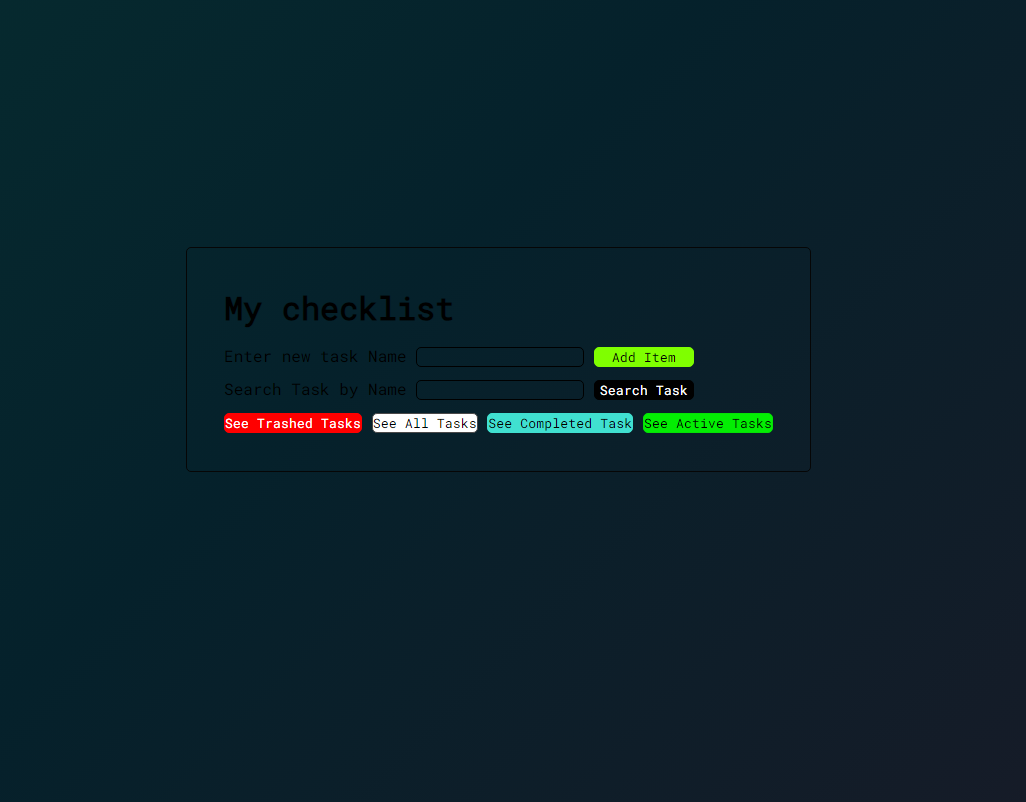 My checklist
Enter new task Name Add Item
Search Task by Name Search Task
See Trashed Tasks See All Tasks See Completed Task See Active Tasks